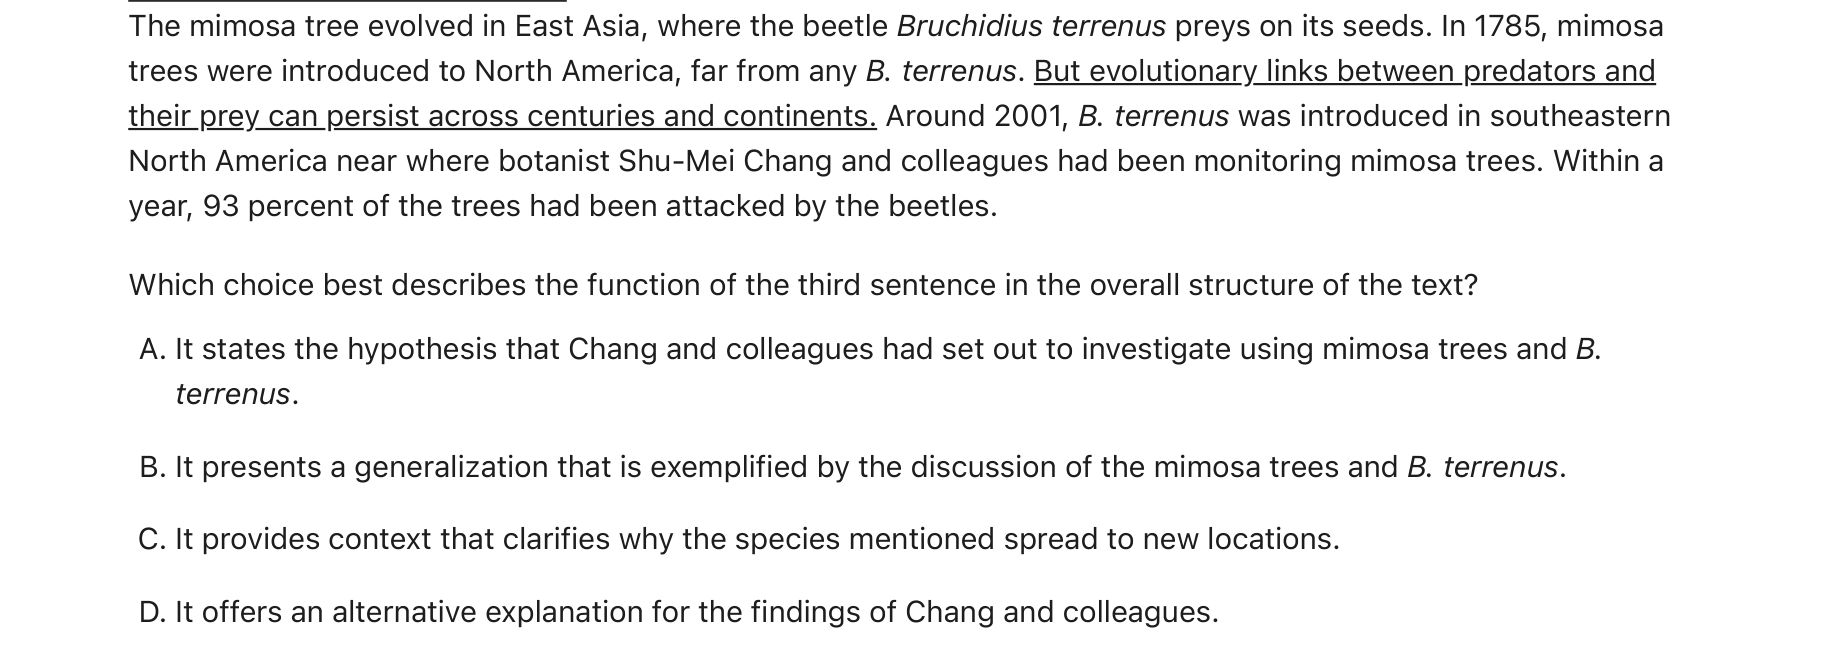 The mimosa tree evolved in East Asia, where the beetle Bruchidius terrenus preys on its seeds. In 1785, mimosa
trees were introduced to North America, far from any B. terrenus. But evolutionary links between predators and
their prey can persist across centuries and continents. Around 2001, B. terrenus was introduced in southeastern
North America near where botanist Shu-Mei Chang and colleagues had been monitoring mimosa trees. Within a
year, 93 percent of the trees had been attacked by the beetles.
Which choice best describes the function of the third sentence in the overall structure of the text?
A. It states the hypothesis that Chang and colleagues had set out to investigate using mimosa trees and B.
terrenus.
B. It presents a generalization that is exemplified by the discussion of the mimosa trees and B. terrenus.
C. It provides context that clarifies why the species mentioned spread to new locations.
D. It offers an alternative explanation for the findings of Chang and colleagues.